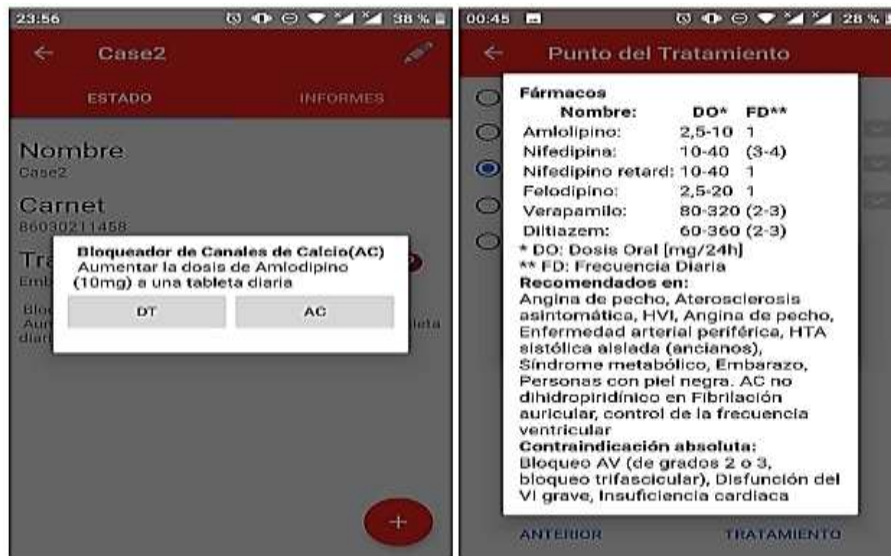 23:56
38 %
Case2
ESTADO
INFORMES
Nombre
Case2
Carnet
86030211458
Bloqueador de Canales de Calcio(AC)
Aumentar la dosis de Amlodipino
(10mg) a una tableta diaria
DT
AC
+
00:45
28 %
Punto del Tratamiento
Fármacos
Nombre: DO* FD**
Amlolipino: 2,5-10 1
Nifedipina: 10-40 (3-4)
Nifedipino retard: 10-40 1
Felodipino: 2,5-20 1
Verapamilo: 80-320 (2-3)
Diltiazem: 60-360 (2-3)
* DO: Dosis Oral [mg/24h]
** FD: Frecuencia Diaria
Recomendados en:
Angina de pecho, Aterosclerosis
asintomática, HVI, Angina de pecho,
Enfermedad arterial periférica, HTA
sistólica aislada (ancianos),
Síndrome metabólico, Embarazo,
Personas con piel negra. AC no
dihidropiridínico en Fibrilación
auricular, control de la frecuencia
ventricular
Contraindicación absoluta:
Bloqueo AV (de grados 2 o 3,
bloqueo trifascicular), Disfunción del
VI grave, Insuficiencia cardiaca
ANTERIOR
TRATAMIENTO